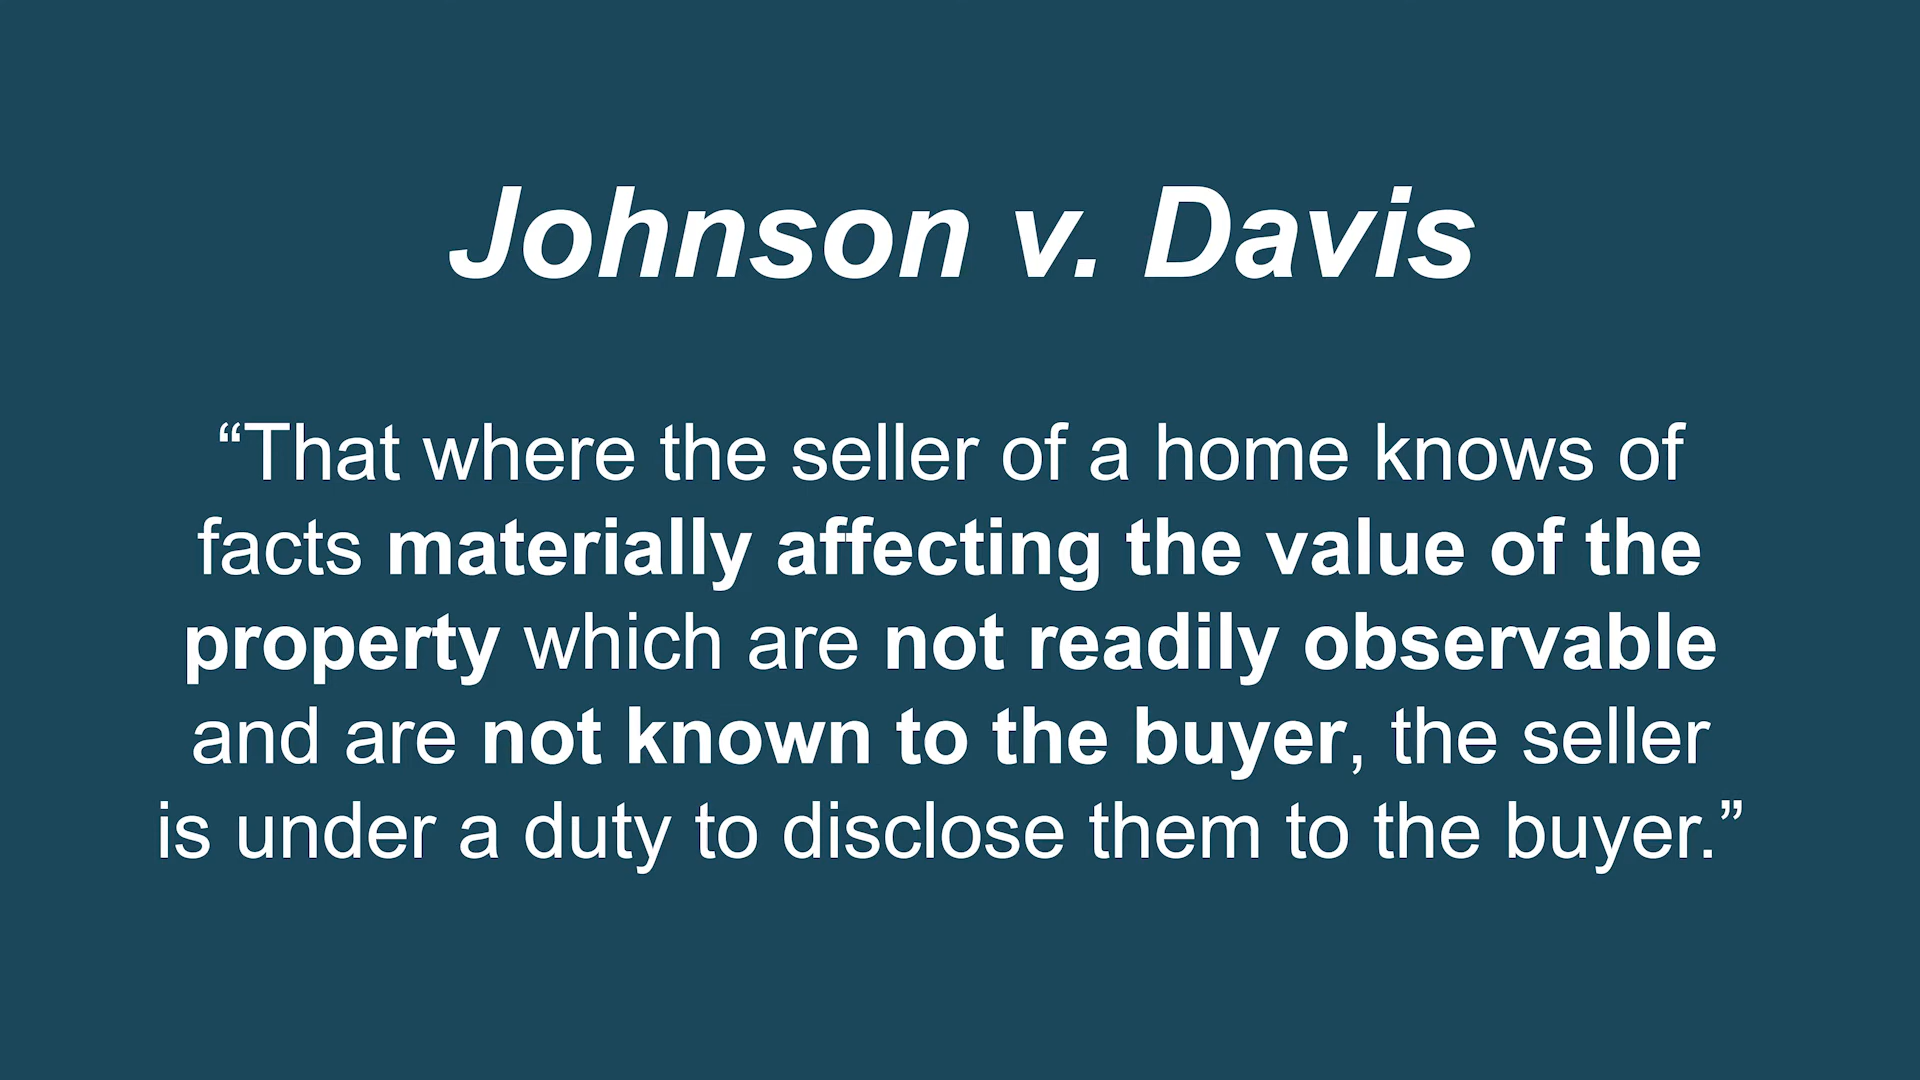 Johnson v. Davis
“That where the seller of a home knows of
facts materially affecting the value of the
property which are not readily observable
and are not known to the buyer, the seller
is under a duty to disclose them to the buyer.”